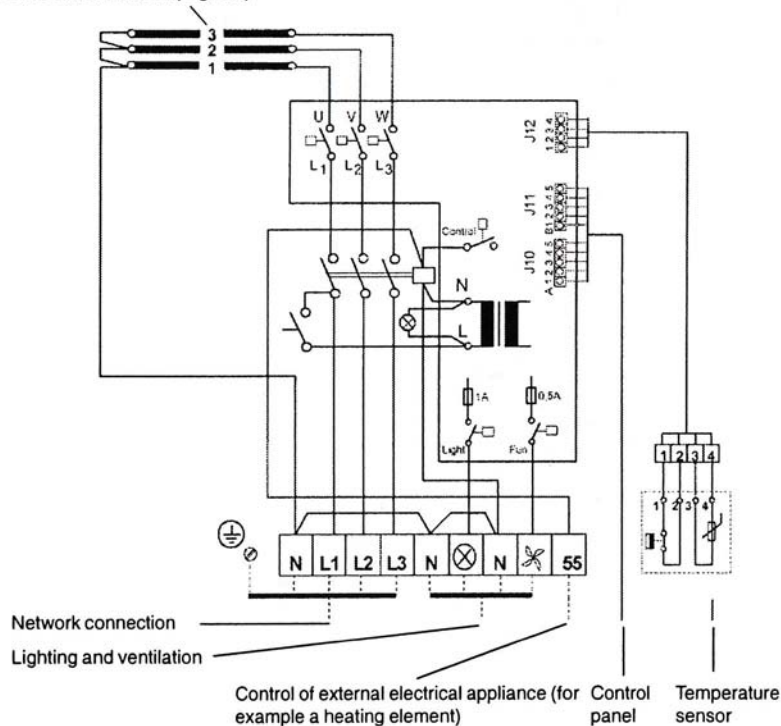 3
2
1
U V W
L1 L2 L3
J12
1 2 3 4
J11
B 1 2 3 4 5
J10
A 1 2 3 4 5
Control
N
L
1A
0,5A
Light
1 2 3 4
1 2 3 4
N L1 L2 L3 N N 55
Network connection
Lighting and ventilation
Control of external electrical appliance (for
example a heating element)
Control
panel
Temperature
sensor